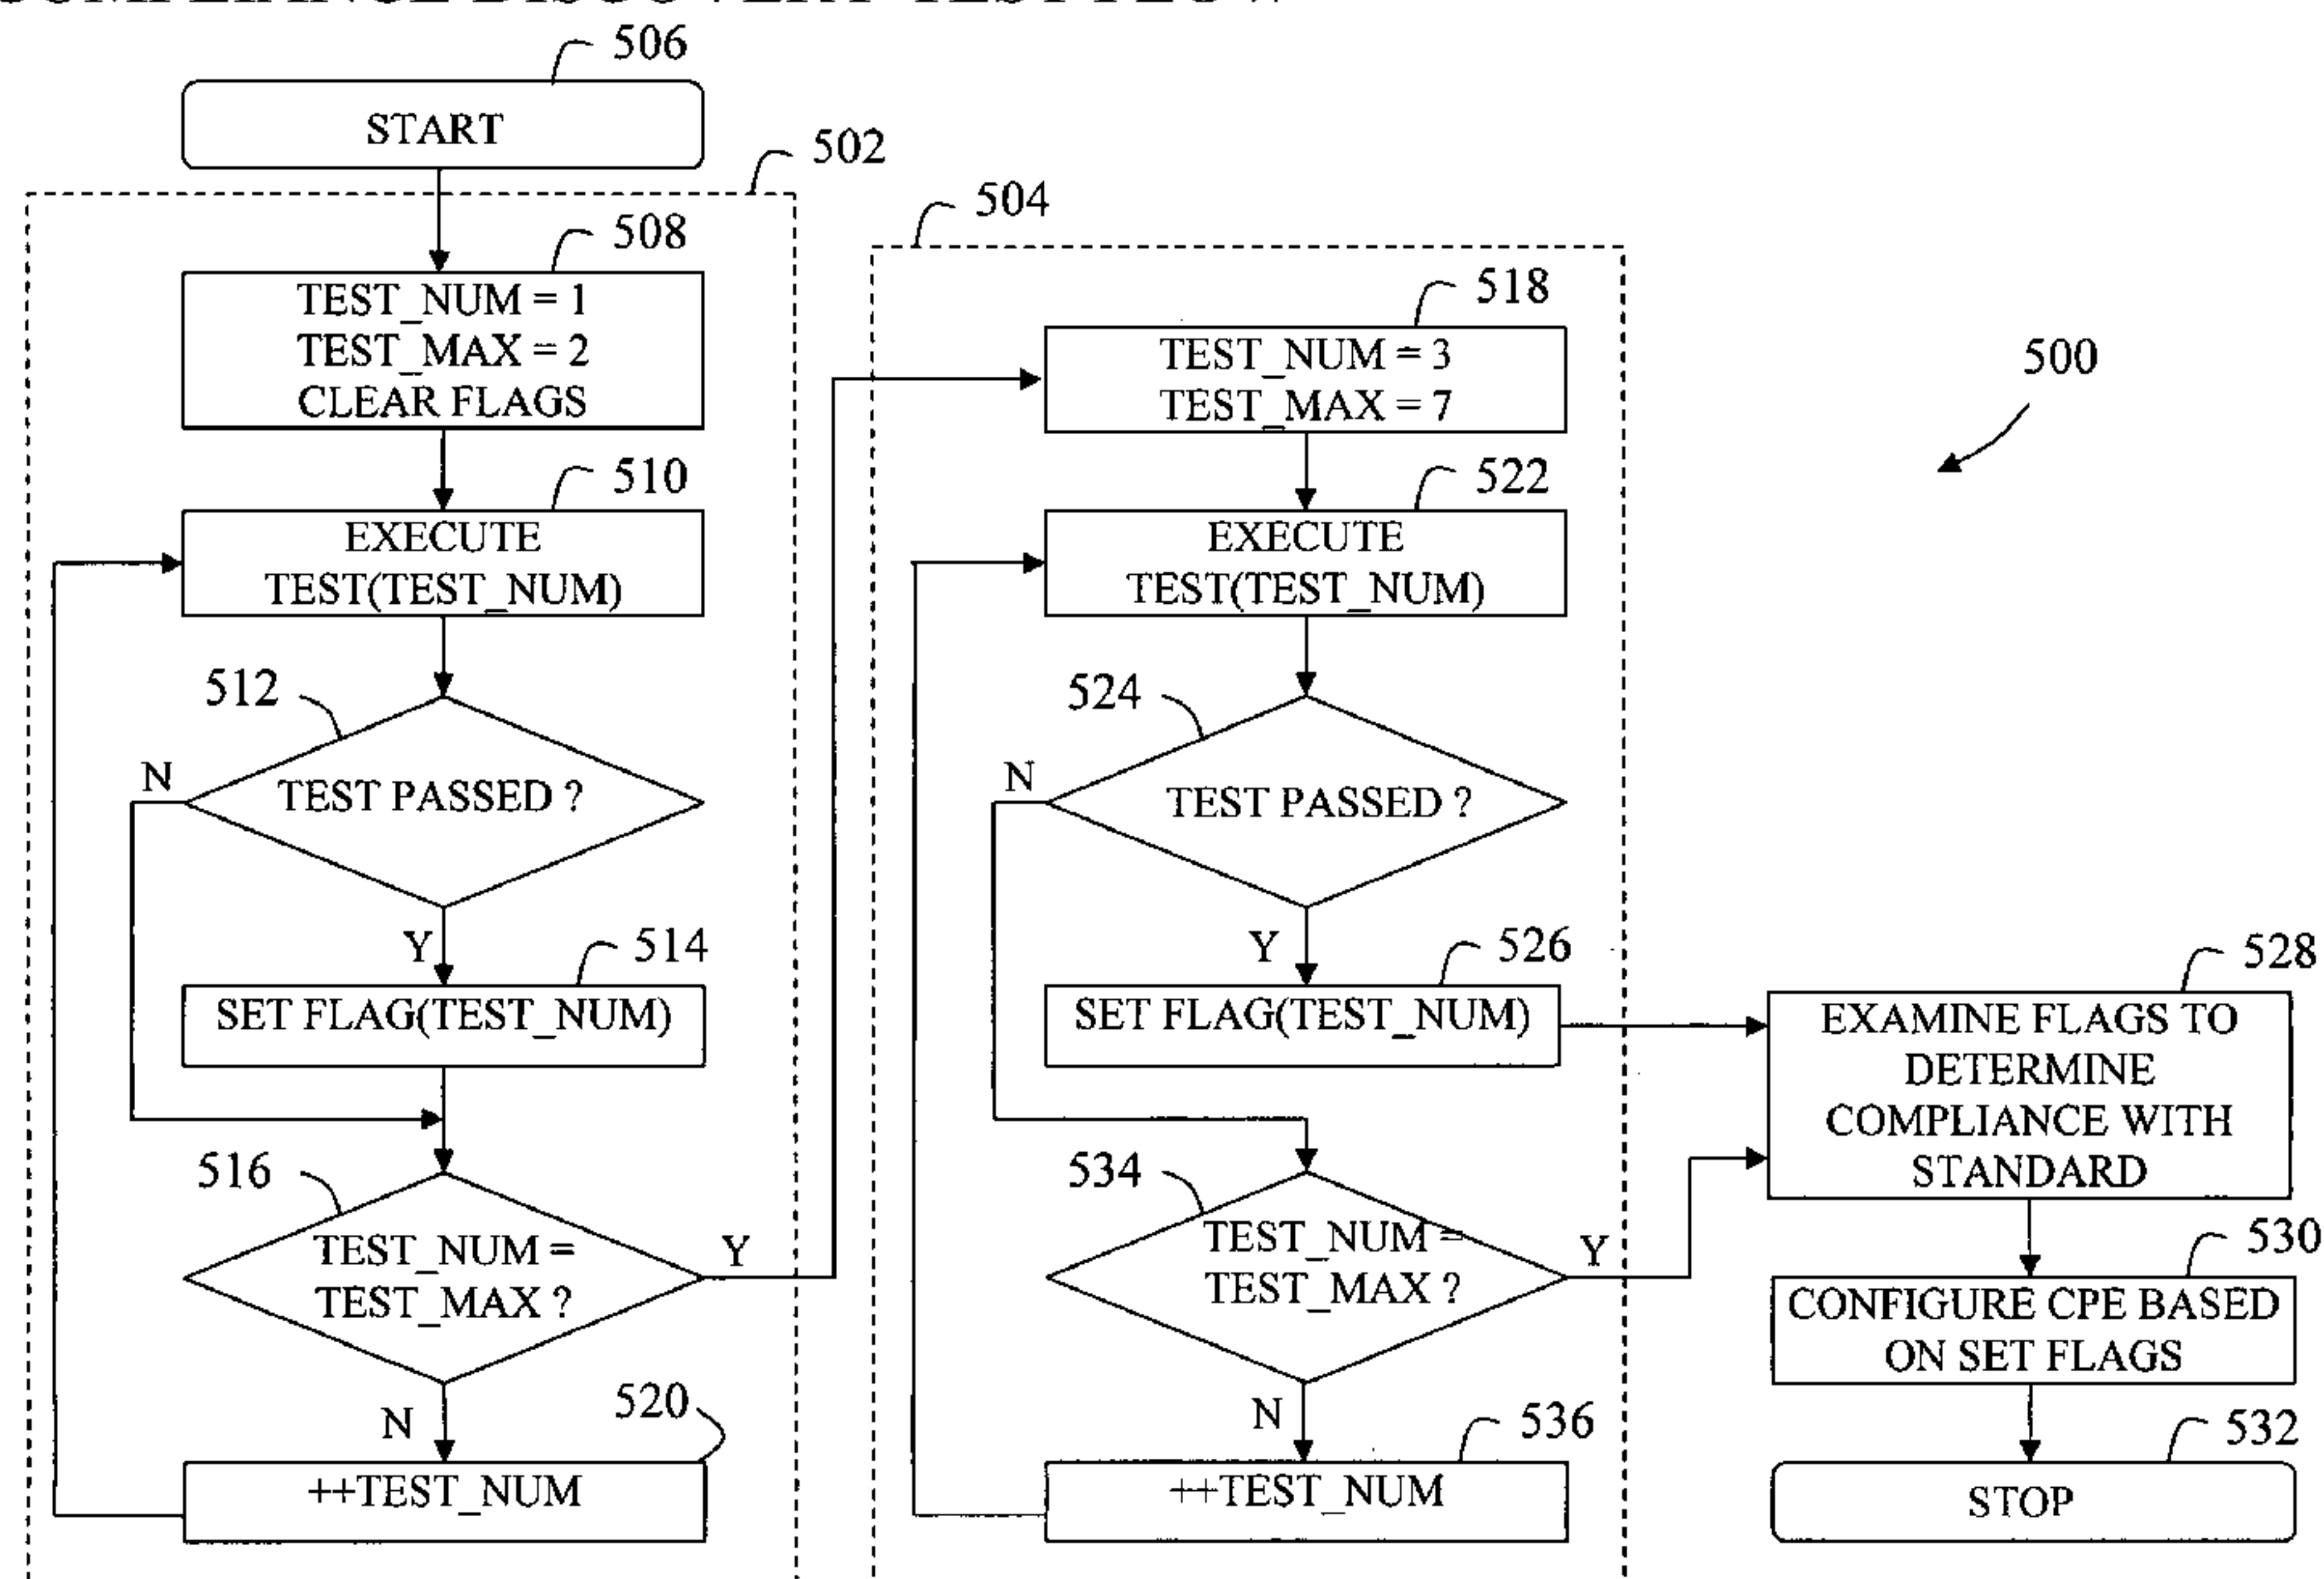 506
START
502
504
508
TEST_NUM = 1
TEST_MAX = 2
CLEAR FLAGS
518
TEST_NUM = 3
TEST_MAX = 7
500
510
EXECUTE
TEST(TEST_NUM)
522
EXECUTE
TEST(TEST_NUM)
512
N
TEST PASSED ?
524
N
TEST PASSED ?
Y
514
SET FLAG(TEST_NUM)
Y
526
SET FLAG(TEST_NUM)
528
EXAMINE FLAGS TO
DETERMINE
COMPLIANCE WITH
STANDARD
516
TEST_NUM =
TEST_MAX ?
Y
534
TEST_NUM =
TEST_MAX ?
Y
530
CONFIGURE CPE BASED
ON SET FLAGS
N
520
++TEST_NUM
N
536
++TEST_NUM
532
STOP